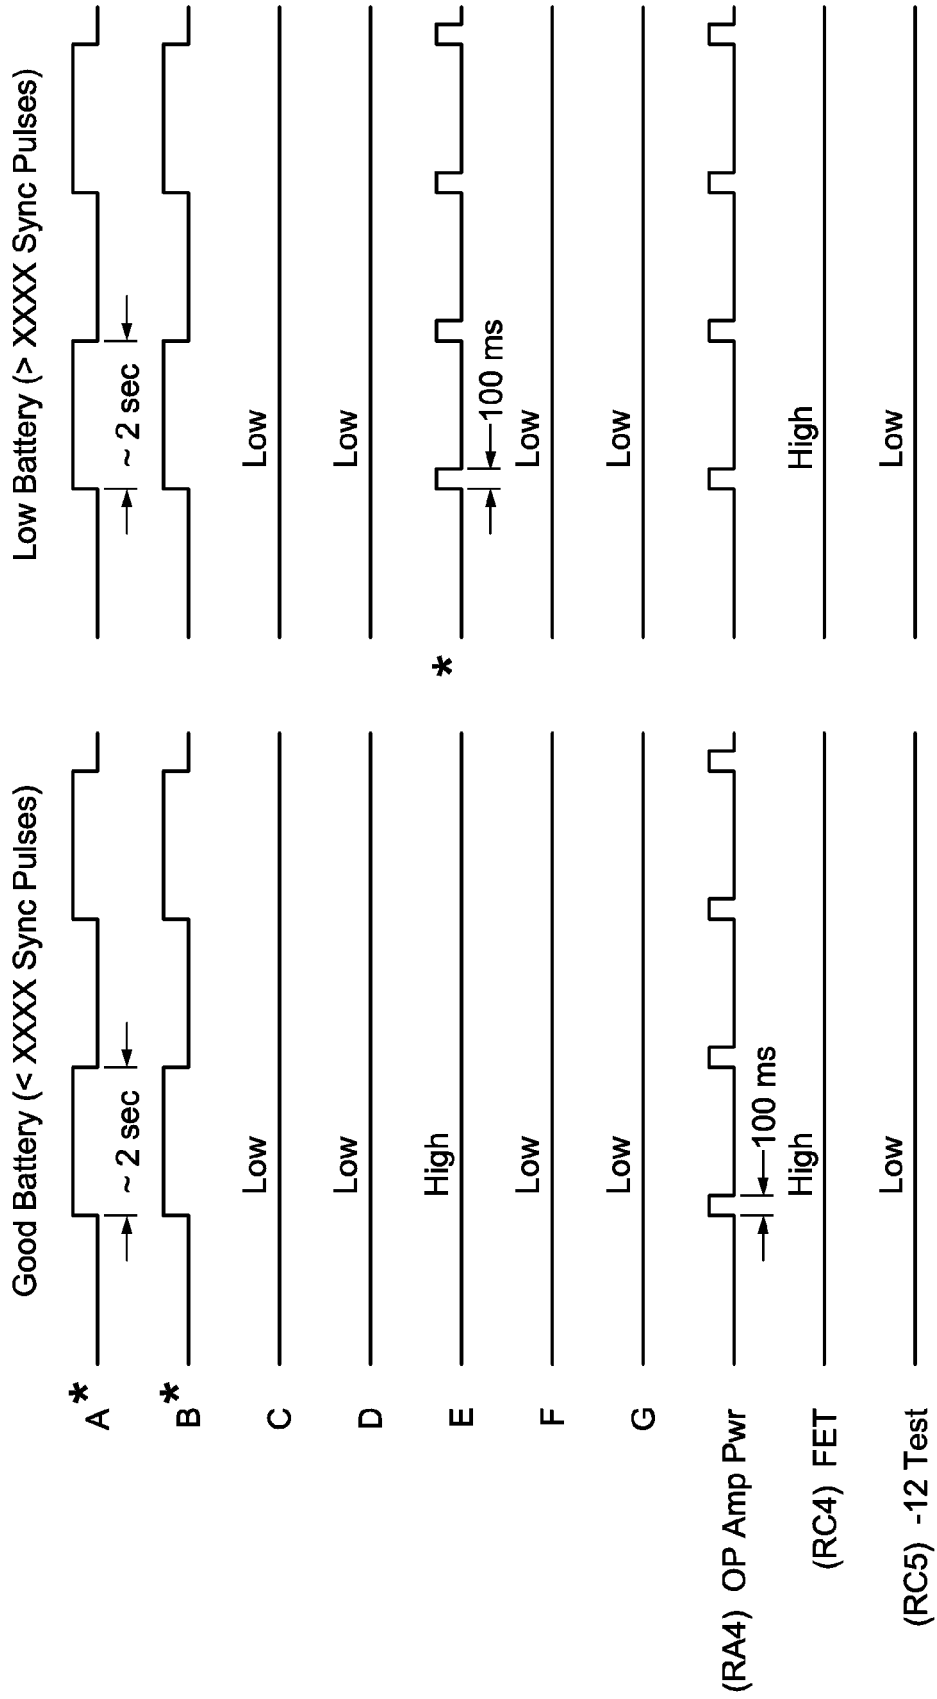 Good Battery (< XXXX Sync Pulses)
Low Battery (> XXXX Sync Pulses)
* A
~ 2 sec
~ 2 sec
* B
C
Low
Low
D
Low
Low
E
High
*
100 ms
F
Low
Low
G
Low
Low
(RA4) OP Amp Pwr
100 ms
(RC4) FET
High
High
(RC5) -12 Test
Low
Low